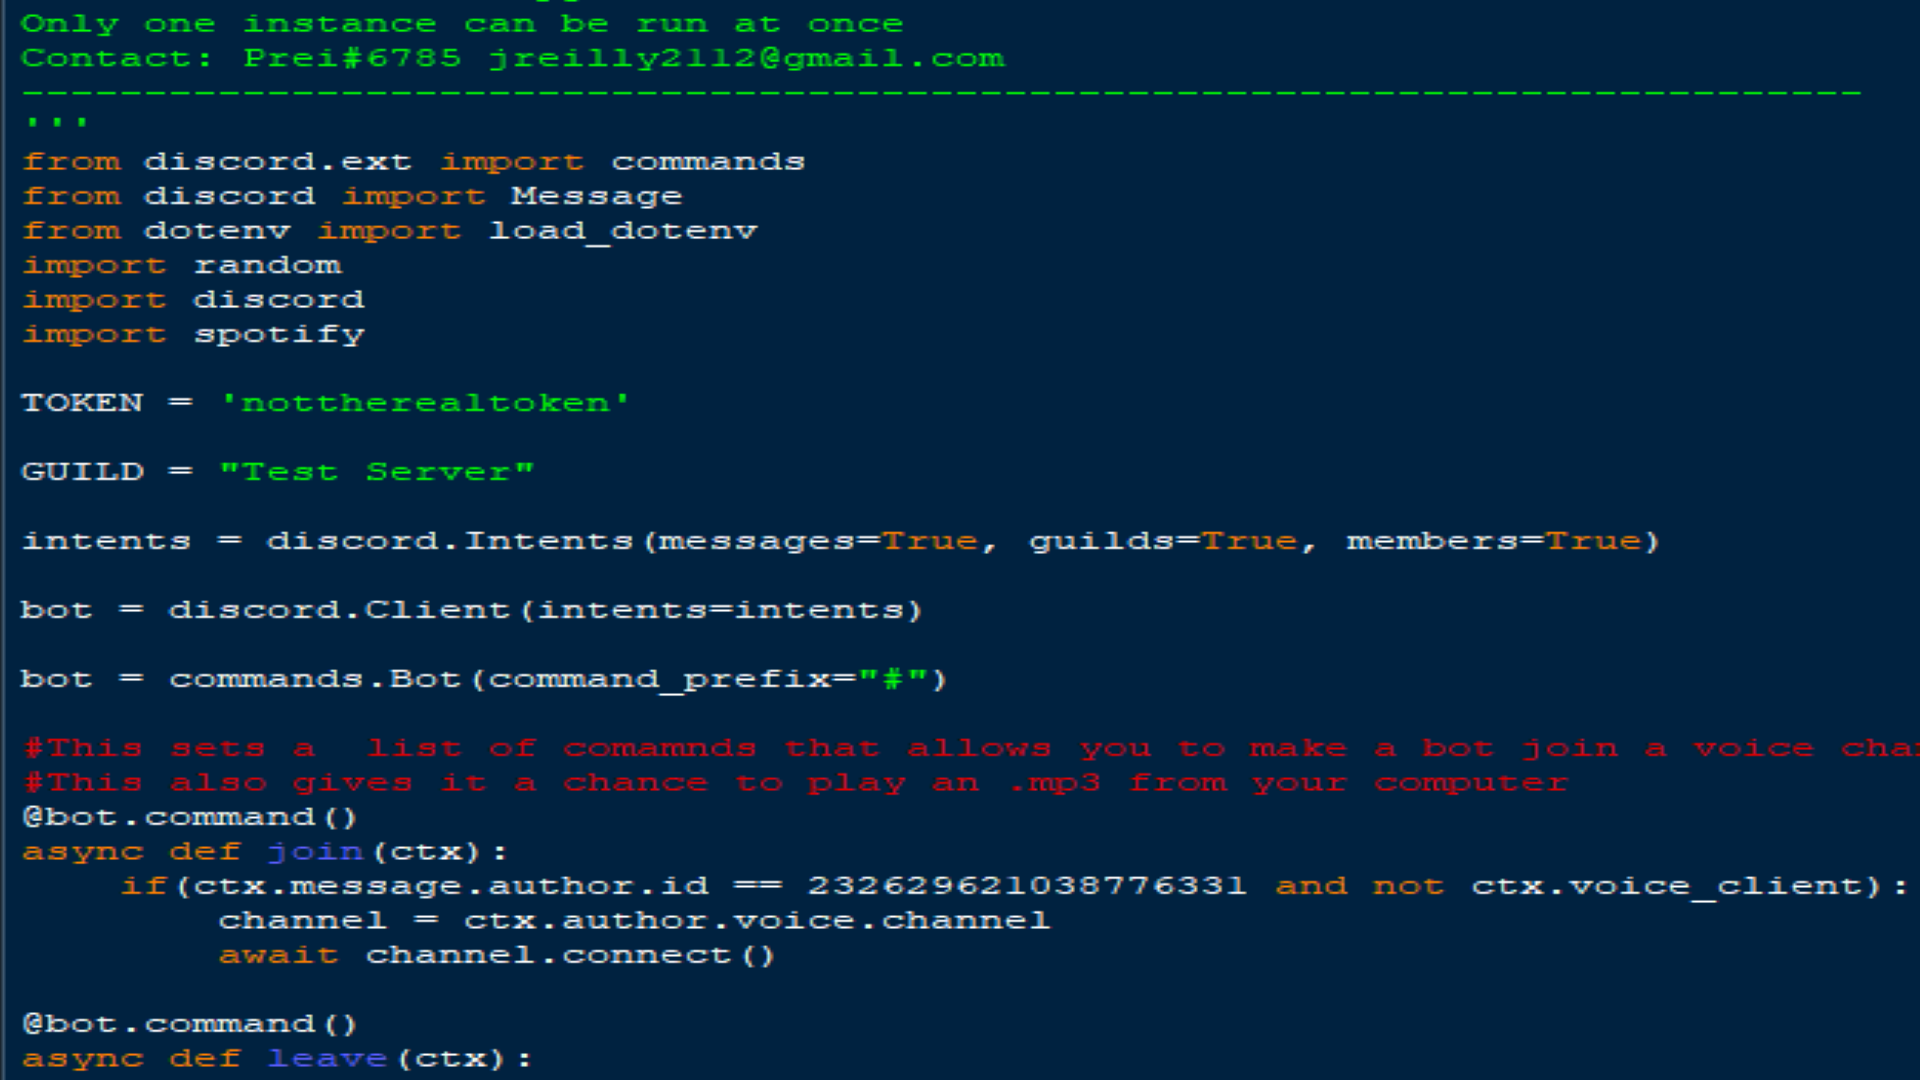 Only one instance can be run at once
Contact: Prei#6785 jreilly2112@gmail.com
---------------------------------------------------------------------------
'''
from discord.ext import commands
from discord import Message
from dotenv import load_dotenv
import random
import discord
import spotify
TOKEN = 'nottherealtoken'
GUILD = "Test Server"
intents = discord.Intents(messages=True, guilds=True, members=True)
bot = discord.Client(intents=intents)
bot = commands.Bot(command_prefix="#")
#This sets a  list of comamnds that allows you to make a bot join a voice
#This also gives it a chance to play an .mp3 from your computer
@bot.command()
async def join(ctx):
    if(ctx.message.author.id == 232629621038776331 and not ctx.voice_client):
        channel = ctx.author.voice.channel
        await channel.connect()
@bot.command()
async def leave(ctx):